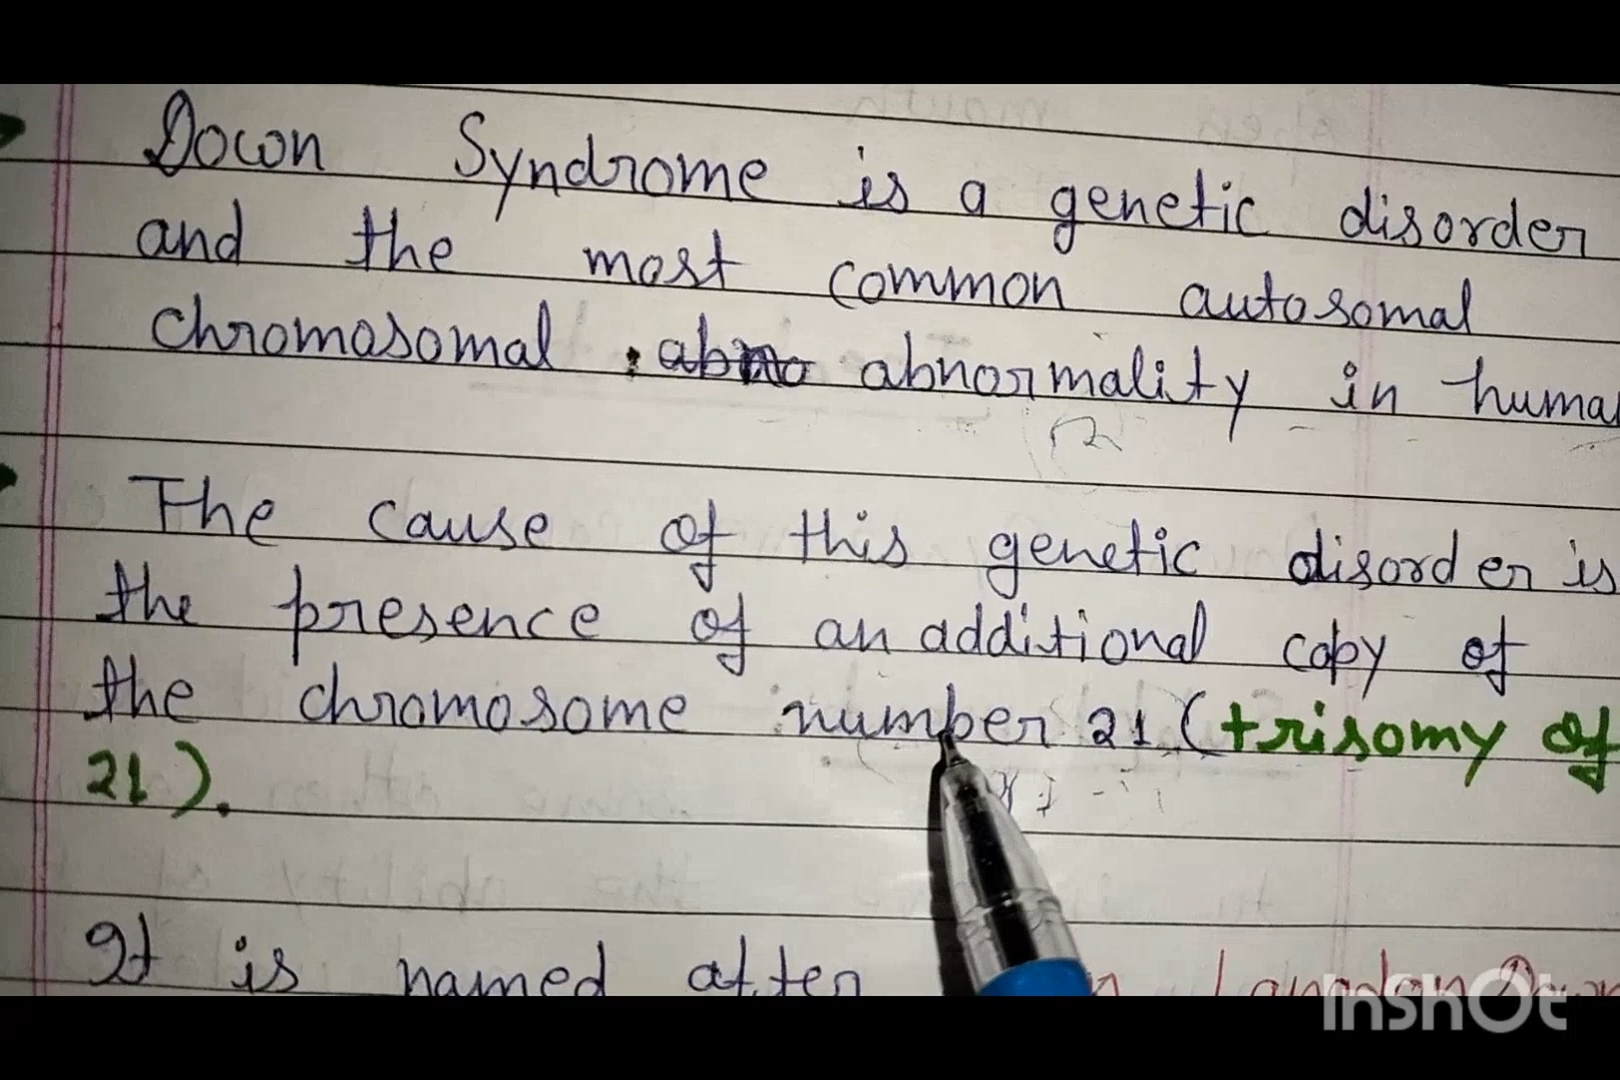 Down Syndrome is a genetic disorder
and the most common autosomal
chromosomal abnormality in huma
The cause of this genetic disorder is
the presence of an additional copy of
the chromosome number 21 (trisomy of
21).
It is named after Langdon Down
InShOt